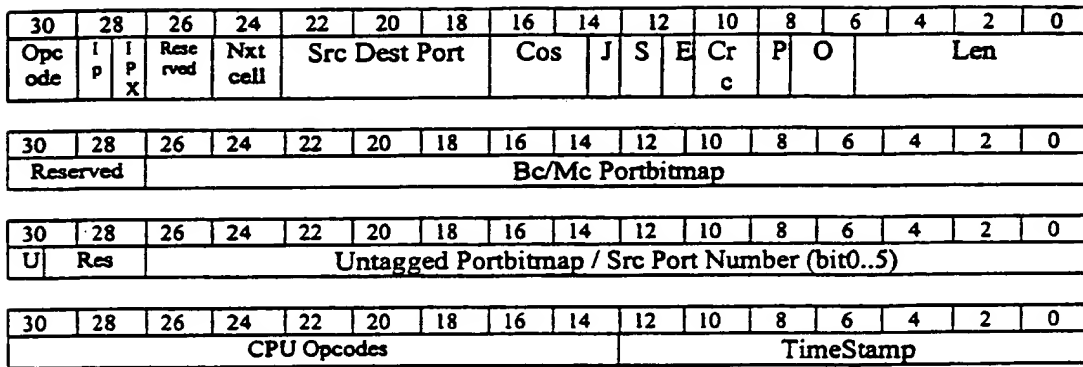 30 28 26 24 22 20 18 16 14 12 10 8 6 4 2 0
Opc ode I p I P X Rese rved Nxt cell Src Dest Port Cos J S E Cr c P O Len
30 28 26 24 22 20 18 16 14 12 10 8 6 4 2 0
Reserved Bc/Mc Portbitmap
30 28 26 24 22 20 18 16 14 12 10 8 6 4 2 0
U Res Untagged Portbitmap / Src Port Number (bit0..5)
30 28 26 24 22 20 18 16 14 12 10 8 6 4 2 0
CPU Opcodes TimeStamp